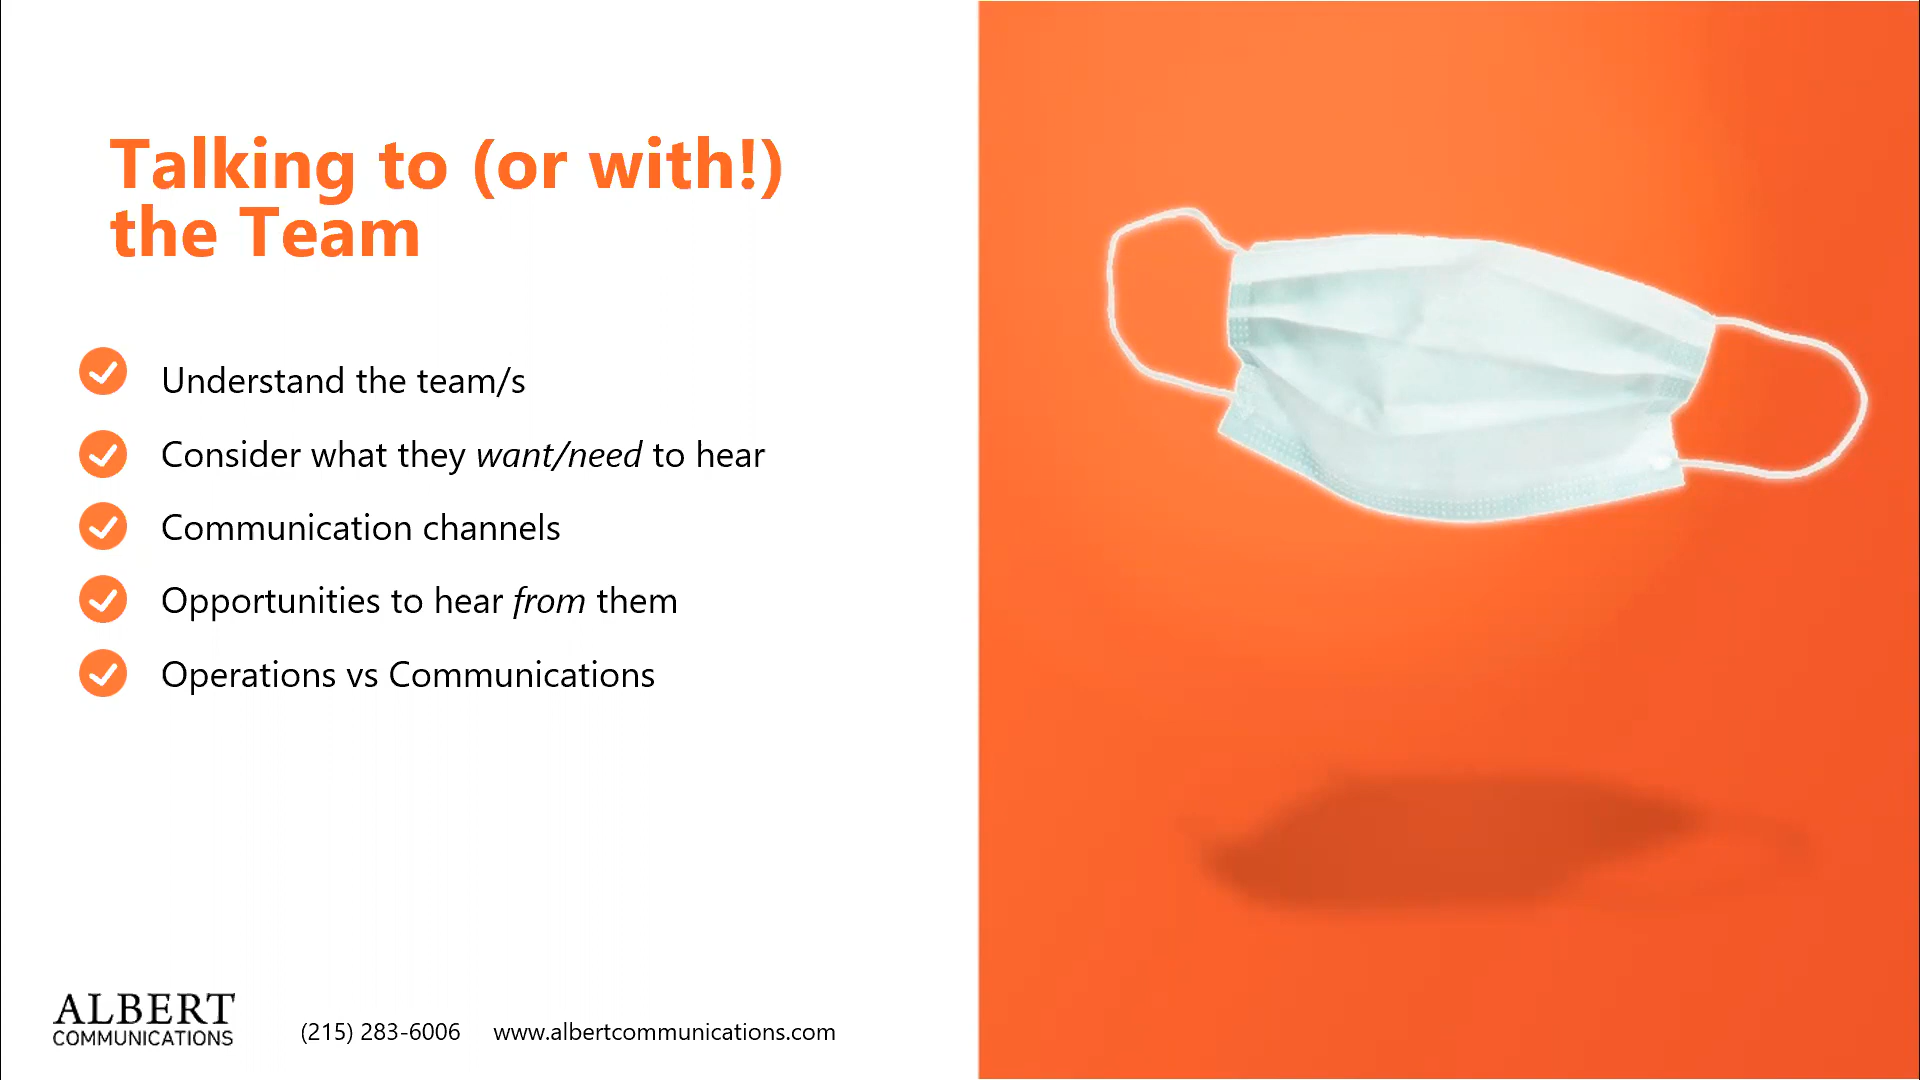 Talking to (or with!)
the Team
Understand the team/s
Consider what they want/need to hear
Communication channels
Opportunities to hear from them
Operations vs Communications
ALBERT
COMMUNICATIONS
(215) 283-6006 www.albertcommunications.com